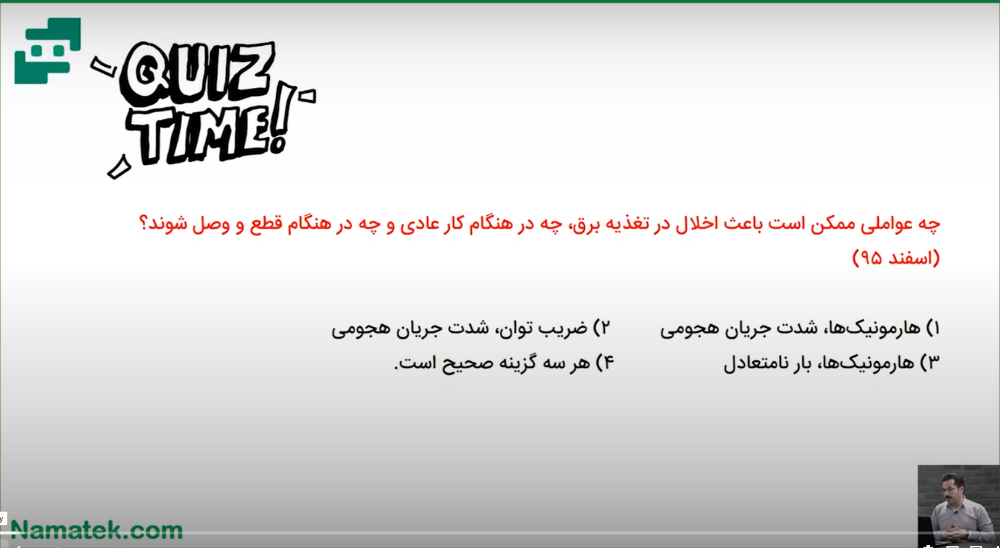 QUIZ
TIME!
چه عواملی ممکن است باعث اخلال در تغذیه برق، چه در هنگام کار عادی و چه در هنگام قطع و وصل شوند؟
(اسفند ۹۵)
۱) هارمونیک‌ها، شدت جریان هجومی ۲) ضریب توان، شدت جریان هجومی
۳) هارمونیک‌ها، بار نامتعادل ۴) هر سه گزینه صحیح است.
y
Namatek.com